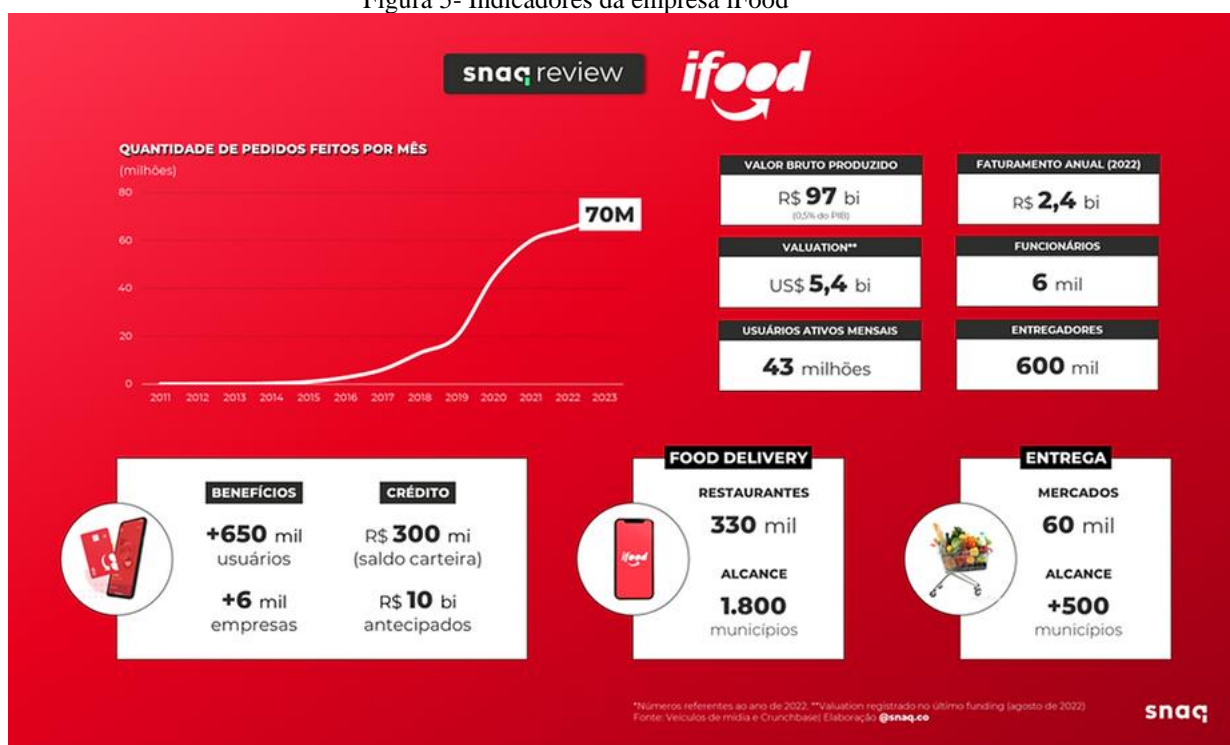 Figura 5- Indicadores da empresa iFood
snaq review
ifood
QUANTIDADE DE PEDIDOS FEITOS POR MÊS
(milhões)
80
60
40
20
0
70M
2011 2012 2013 2014 2015 2016 2017 2018 2019 2020 2021 2022 2023
VALOR BRUTO PRODUZIDO
R$ 97 bi
(0,5% do PIB)
FATURAMENTO ANUAL (2022)
R$ 2,4 bi
VALUATION**
US$ 5,4 bi
FUNCIONÁRIOS
6 mil
USUÁRIOS ATIVOS MENSAIS
43 milhões
ENTREGADORES
600 mil
BENEFÍCIOS
+650 mil
usuários
+6 mil
empresas
CRÉDITO
R$ 300 mi
(saldo carteira)
R$ 10 bi
antecipados
FOOD DELIVERY
ifood
RESTAURANTES
330 mil
ALCANCE
1.800
municípios
ENTREGA
MERCADOS
60 mil
ALCANCE
+500
municípios
*Números referentes ao ano de 2022. **Valuation registrado no último funding (agosto de 2022)
Fonte: Veículos de mídia e Crunchbase| Elaboração @snaq.co
snaq